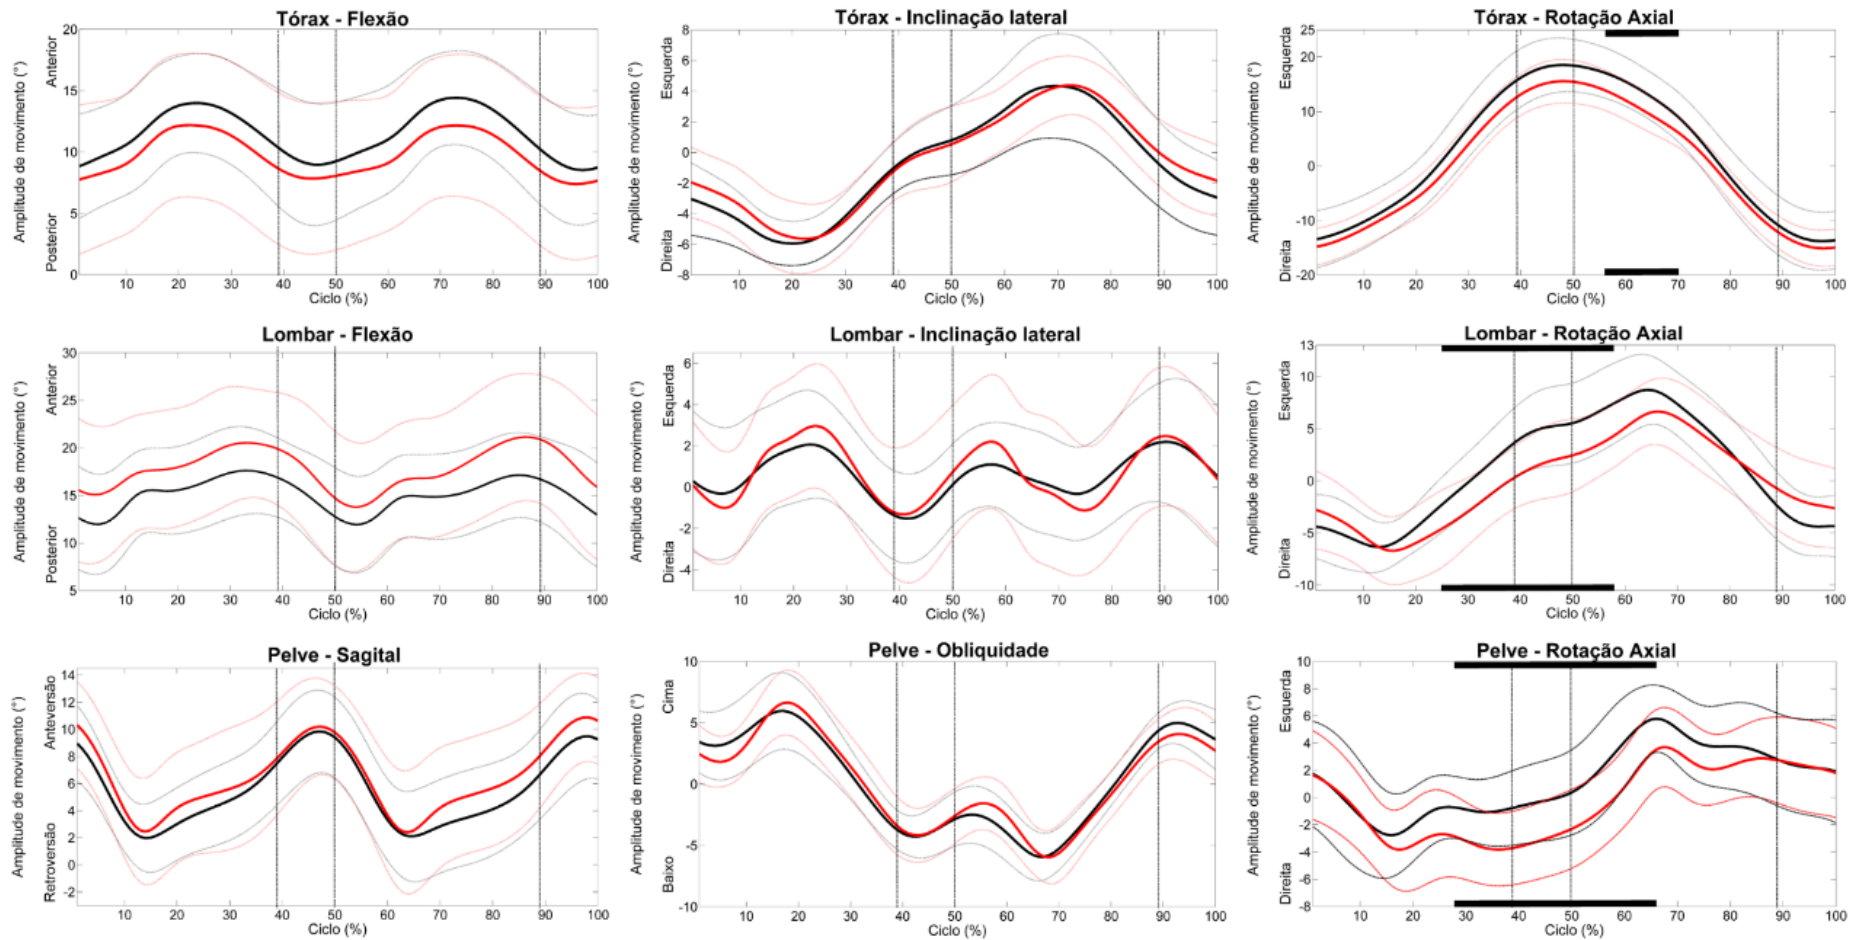 Tórax - Flexão
Amplitude de movimento (°)
Posterior
Anterior
20
15
10
5
0
10 20 30 40 50 60 70 80 90 100
Ciclo (%)
Tórax - Inclinação lateral
Amplitude de movimento (°)
Direita
Esquerda
8
6
4
2
0
-2
-4
-6
-8
10 20 30 40 50 60 70 80 90 100
Ciclo (%)
Tórax - Rotação Axial
Amplitude de movimento (°)
Direita
Esquerda
25
20
10
0
-10
-20
10 20 30 40 50 60 70 80 90 100
Ciclo (%)
Lombar - Flexão
Amplitude de movimento (°)
Posterior
Anterior
30
25
20
15
10
5
10 20 30 40 50 60 70 80 90 100
Ciclo (%)
Lombar - Inclinação lateral
Amplitude de movimento (°)
Direita
Esquerda
6
4
2
0
-2
-4
10 20 30 40 50 60 70 80 90 100
Ciclo (%)
Lombar - Rotação Axial
Amplitude de movimento (°)
Direita
Esquerda
13
10
5
0
-5
-10
10 20 30 40 50 60 70 80 90 100
Ciclo (%)
Pelve - Sagital
Amplitude de movimento (°)
Retroversão
Anteversão
14
12
10
8
6
4
2
0
-2
10 20 30 40 50 60 70 80 90 100
Ciclo (%)
Pelve - Obliquidade
Amplitude de movimento (°)
Baixo
Cima
10
5
0
-5
-10
10 20 30 40 50 60 70 80 90 100
Ciclo (%)
Pelve - Rotação Axial
Amplitude de movimento (°)
Direita
Esquerda
10
8
6
4
2
0
-2
-4
-6
-8
10 20 30 40 50 60 70 80 90 100
Ciclo (%)